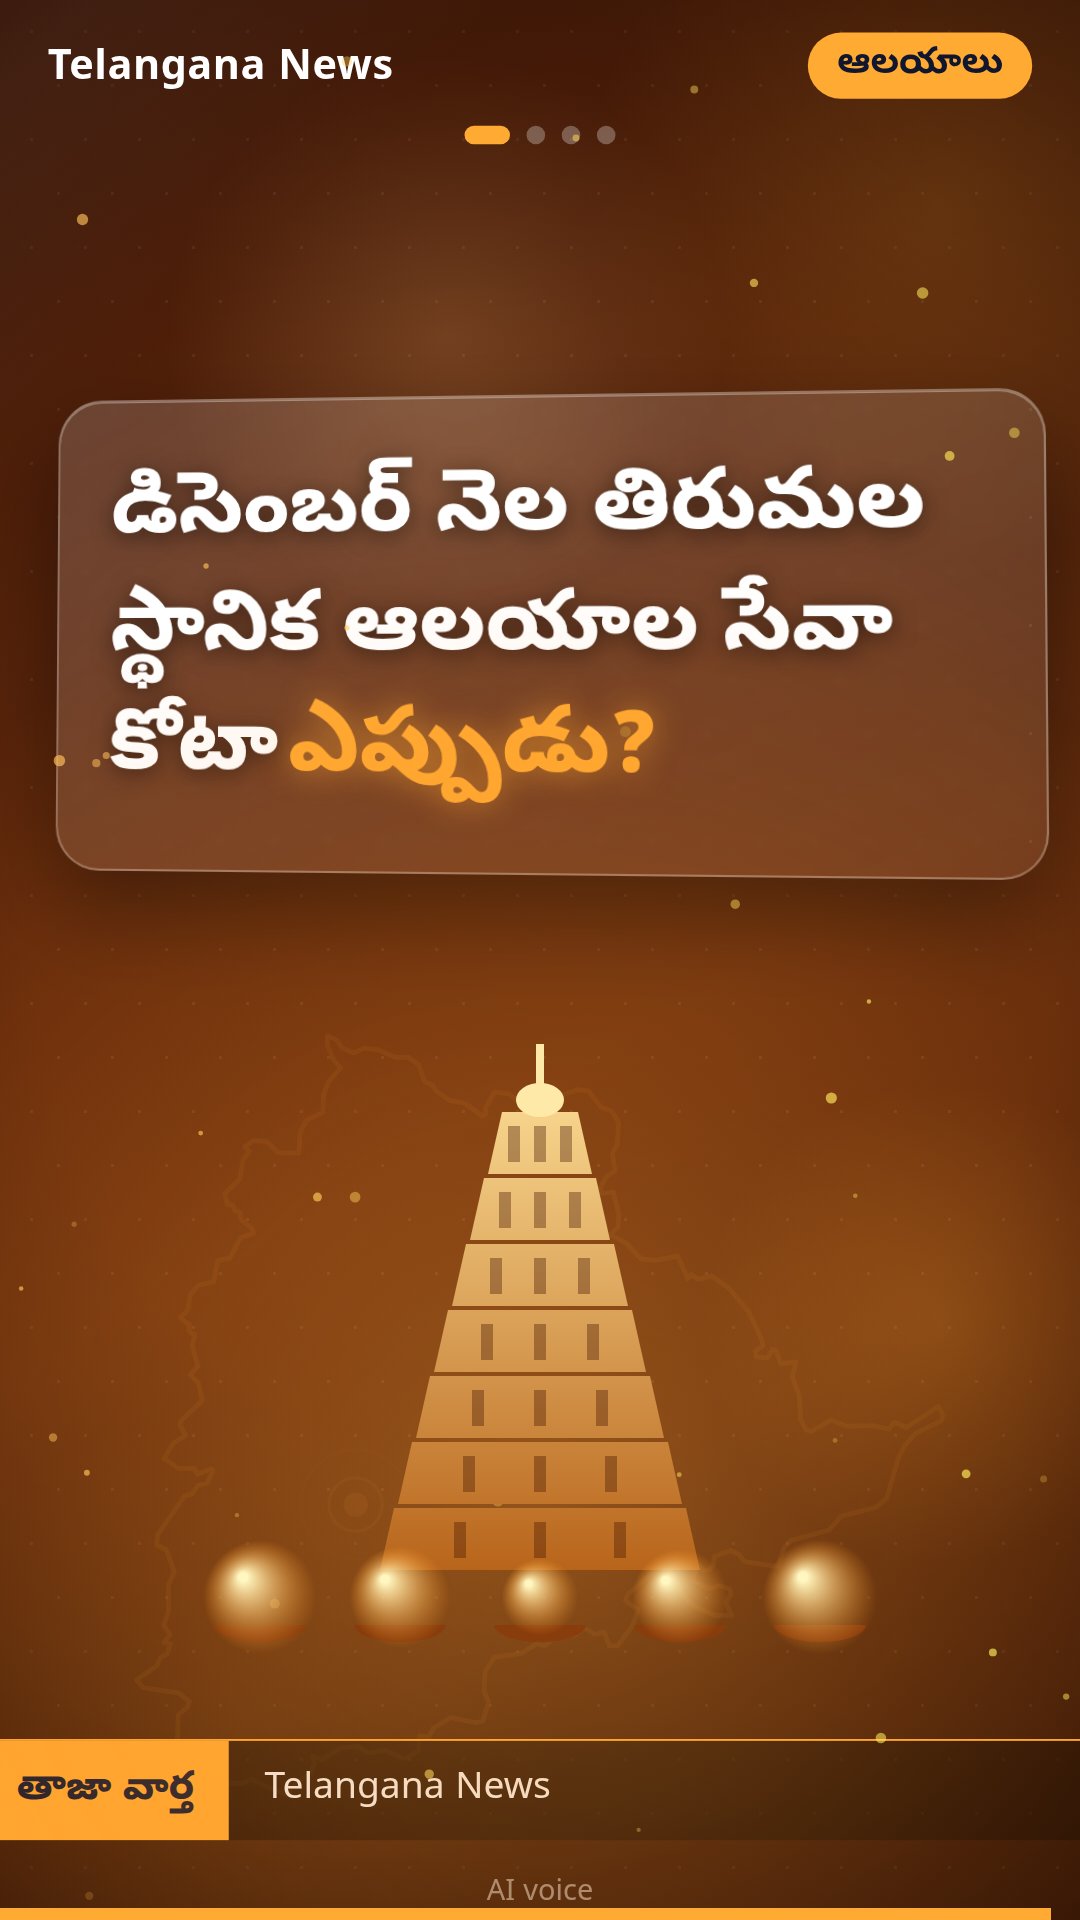 Telangana News
ఆలయాలు
డిసెంబర్ నెల తిరుమల
స్థానిక ఆలయాల సేవా
కోటా ఎప్పుడు?
తాజా వార్త
Telangana News
AI voice